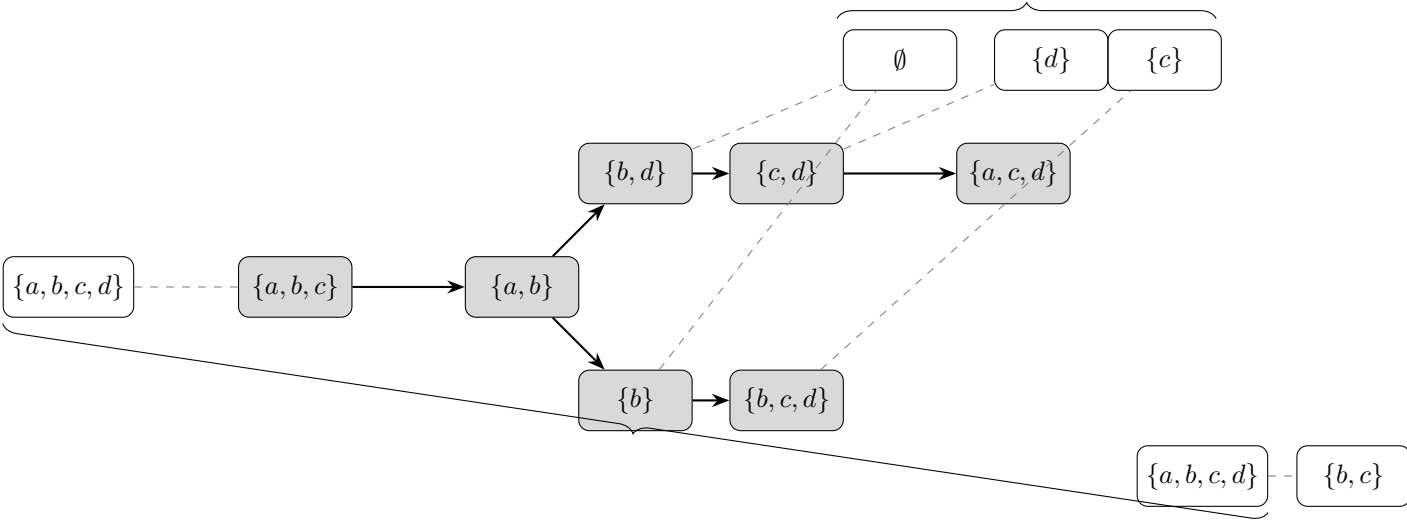 ∅ {d} {c}
{b, d} {c, d} {a, c, d}
{a, b, c, d} {a, b, c} {a, b}
{b} {b, c, d}
{a, b, c, d} {b, c}